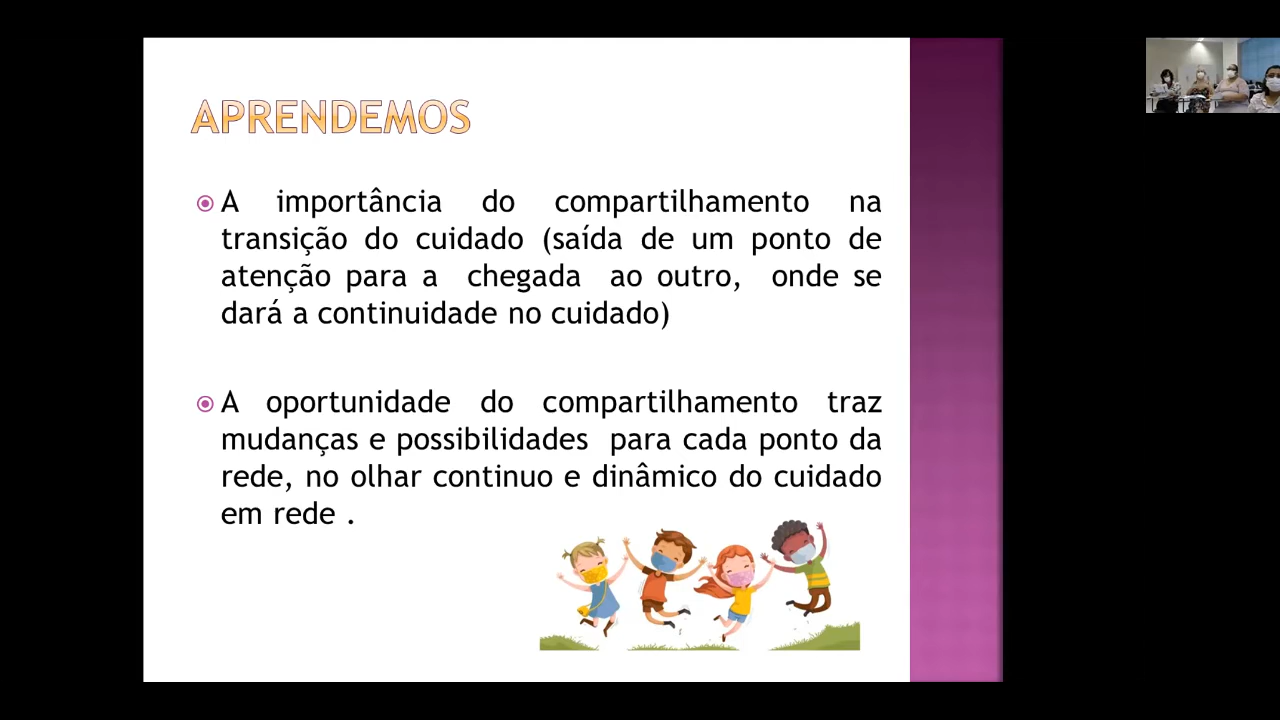 APRENDEMOS
A importância do compartilhamento na
transição do cuidado (saída de um ponto de
atenção para a chegada ao outro, onde se
dará a continuidade no cuidado)
A oportunidade do compartilhamento traz
mudanças e possibilidades para cada ponto da
rede, no olhar continuo e dinâmico do cuidado
em rede .